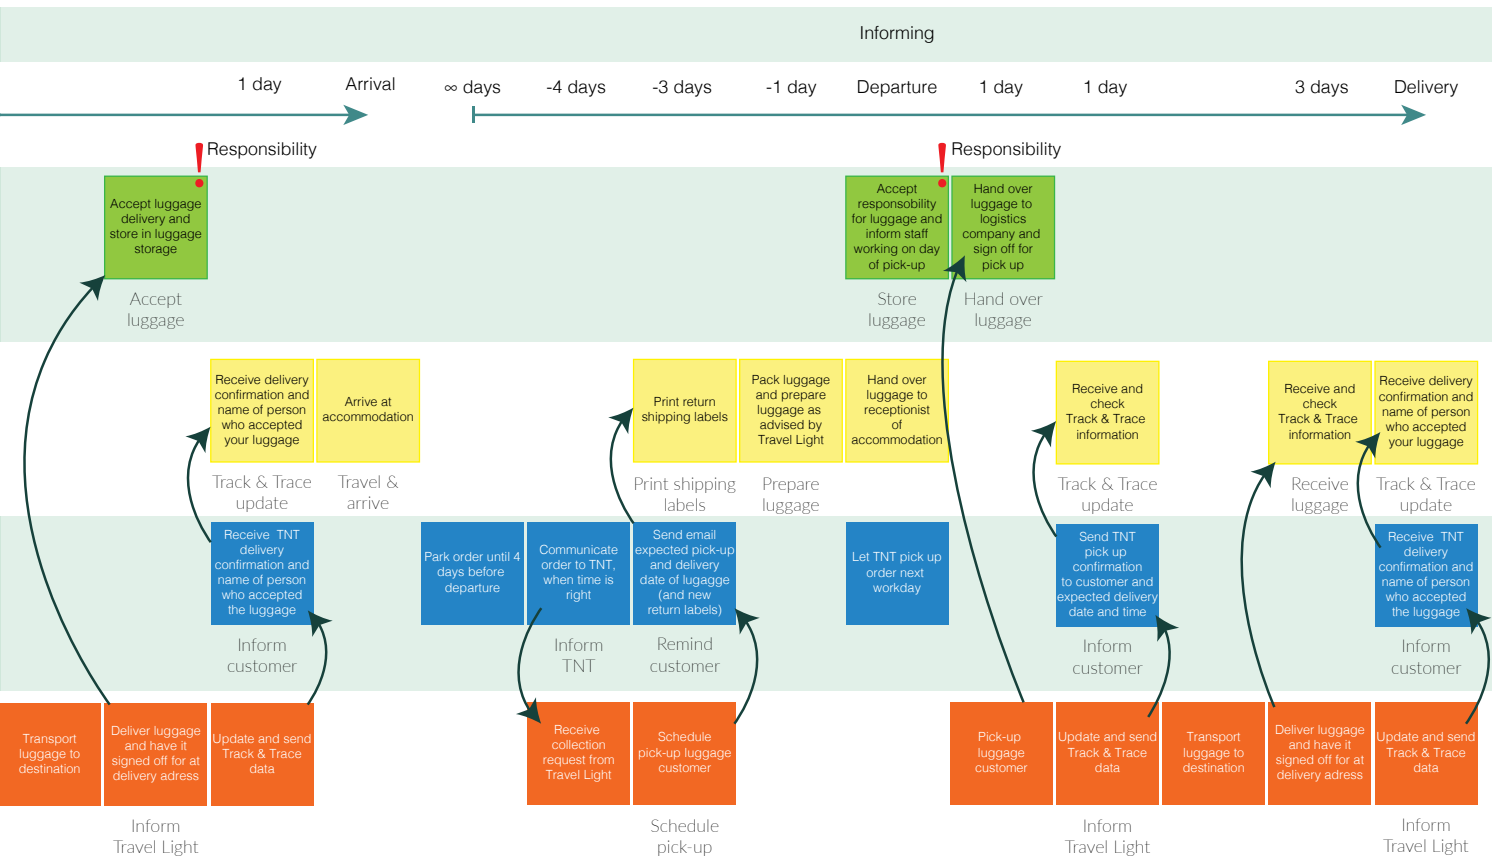 Informing
1 day
Arrival
∞ days
-4 days
-3 days
-1 day
Departure
1 day
1 day
3 days
Delivery
Responsibility
Responsibility
Accept luggage
delivery and
store in luggage
storage
Accept
responsobility
for luggage and
inform staff
working on day
of pick-up
Hand over
luggage to
logistics
company and
sign off for
pick up
Accept
luggage
Store
luggage
Hand over
luggage
Receive delivery
confirmation and
name of person
who accepted
your luggage
Arrive at
accommodation
Print return
shipping labels
Pack luggage
and prepare
luggage as
advised by
Travel Light
Hand over
luggage to
receptionist
of
accommodation
Receive and
check
Track & Trace
information
Receive and
check
Track & Trace
information
Receive delivery
confirmation and
name of person
who accepted
your luggage
Track & Trace
update
Travel &
arrive
Print shipping
labels
Prepare
luggage
Track & Trace
update
Receive
luggage
Track & Trace
update
Receive TNT
delivery
confirmation and
name of person
who accepted
the luggage
Park order until 4
days before
departure
Communicate
order to TNT,
when time is
right
Send email
expected pick-up
and delivery
date of lugagge
(and new
return labels)
Let TNT pick up
order next
workday
Send TNT
pick up
confirmation
to customer and
expected delivery
date and time
Receive TNT
delivery
confirmation and
name of person
who accepted
the luggage
Inform
customer
Inform
TNT
Remind
customer
Inform
customer
Inform
customer
Transport
luggage to
destination
Deliver luggage
and have it
signed off for at
delivery adress
Update and send
Track & Trace
data
Receive
collection
request from
Travel Light
Schedule
pick-up luggage
customer
Pick-up
luggage
customer
Update and send
Track & Trace
data
Transport
luggage to
destination
Deliver luggage
and have it
signed off for at
delivery adress
Update and send
Track & Trace
data
Inform
Travel Light
Schedule
pick-up
Inform
Travel Light
Inform
Travel Light